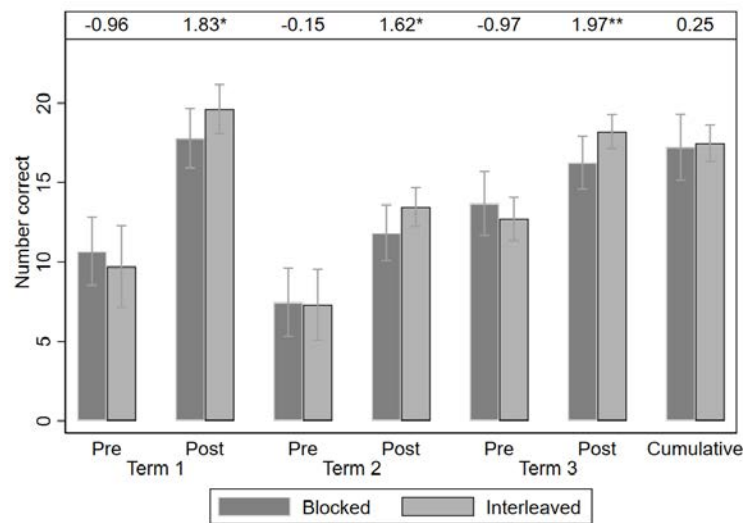 -0.96 1.83* -0.15 1.62* -0.97 1.97** 0.25
Number correct
20
15
10
5
0
Pre Post Pre Post Pre Post Cumulative
Term 1 Term 2 Term 3
Blocked Interleaved